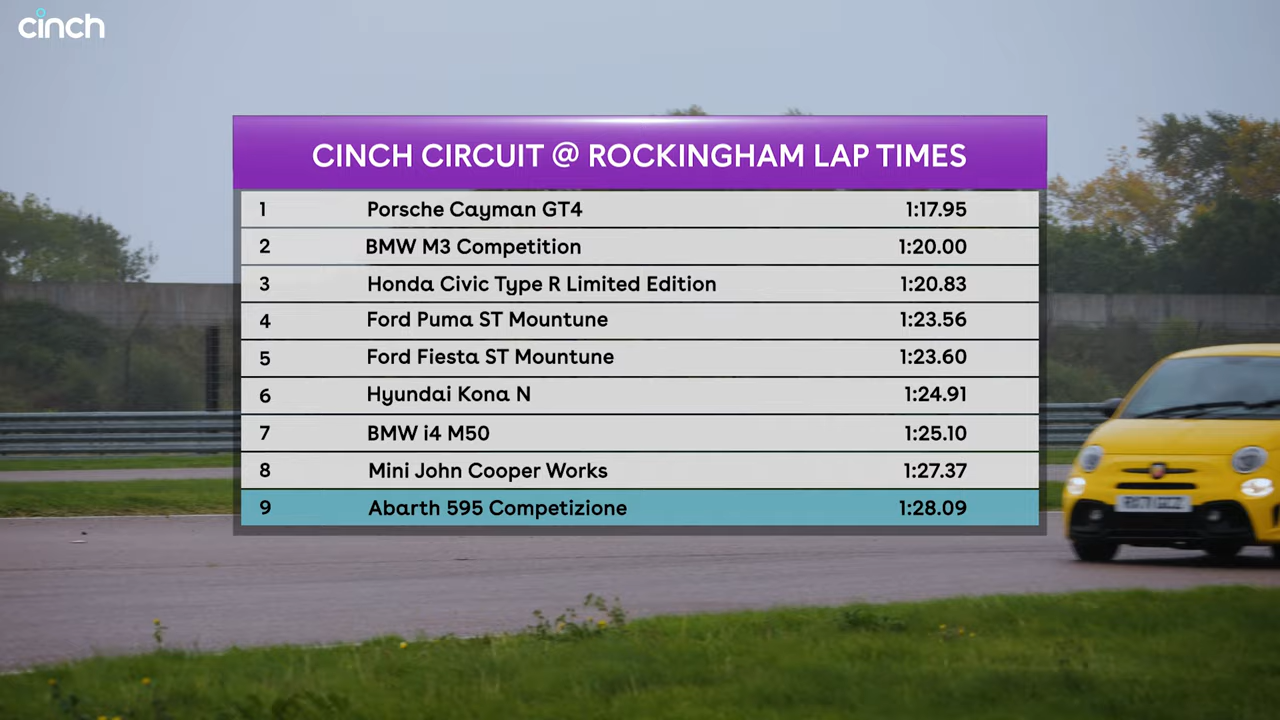 cinch
CINCH CIRCUIT @ ROCKINGHAM LAP TIMES
1 Porsche Cayman GT4 1:17.95
2 BMW M3 Competition 1:20.00
3 Honda Civic Type R Limited Edition 1:20.83
4 Ford Puma ST Mountune 1:23.56
5 Ford Fiesta ST Mountune 1:23.60
6 Hyundai Kona N 1:24.91
7 BMW i4 M50 1:25.10
8 Mini John Cooper Works 1:27.37
9 Abarth 595 Competizione 1:28.09